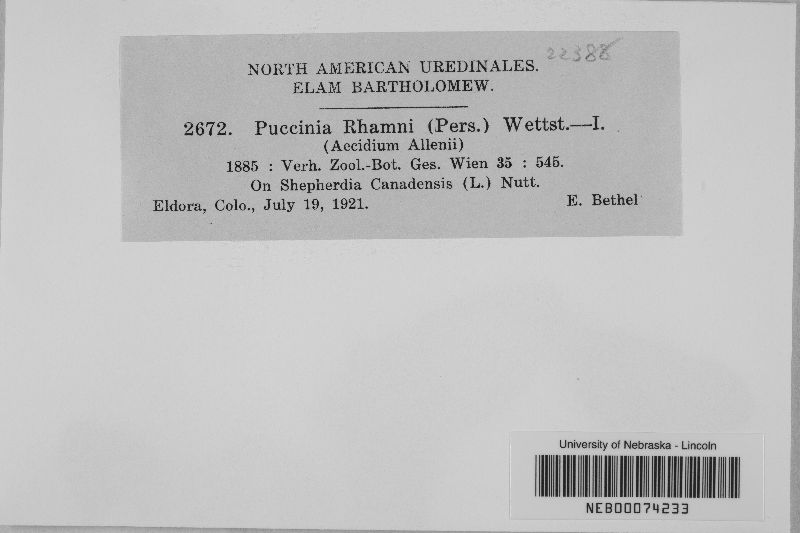 22388
NORTH AMERICAN UREDINALES.
ELAM BARTHOLOMEW.
2672. Puccinia Rhamni (Pers.) Wettst.—I.
(Aecidium Allenii)
1885 : Verh. Zool.-Bot. Ges. Wien 35 : 545.
On Shepherdia Canadensis (L.) Nutt.
Eldora, Colo., July 19, 1921. E. Bethel
University of Nebraska - Lincoln
NEB00074233